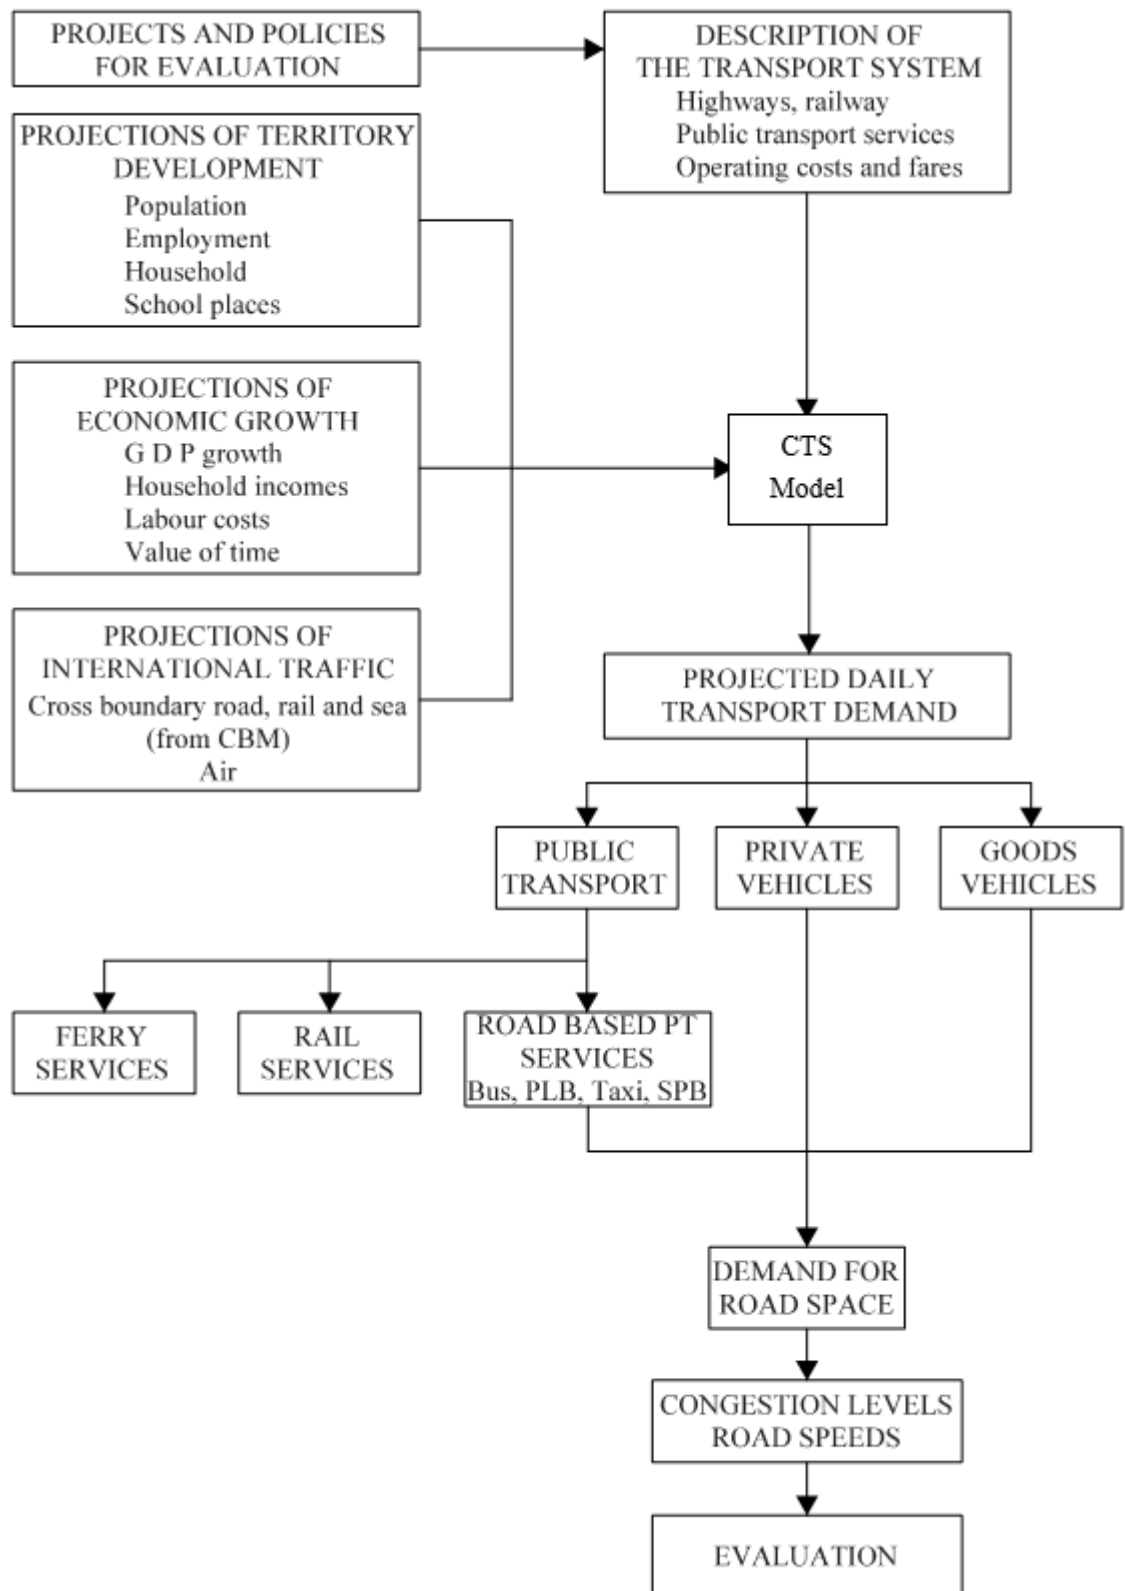 PROJECTS AND POLICIES
FOR EVALUATION
DESCRIPTION OF
THE TRANSPORT SYSTEM
Highways, railway
Public transport services
Operating costs and fares
PROJECTIONS OF TERRITORY
DEVELOPMENT
Population
Employment
Household
School places
PROJECTIONS OF
ECONOMIC GROWTH
G D P growth
Household incomes
Labour costs
Value of time
CTS
Model
PROJECTIONS OF
INTERNATIONAL TRAFFIC
Cross boundary road, rail and sea
(from CBM)
Air
PROJECTED DAILY
TRANSPORT DEMAND
PUBLIC
TRANSPORT
PRIVATE
VEHICLES
GOODS
VEHICLES
FERRY
SERVICES
RAIL
SERVICES
ROAD BASED PT
SERVICES
Bus, PLB, Taxi, SPB
DEMAND FOR
ROAD SPACE
CONGESTION LEVELS
ROAD SPEEDS
EVALUATION